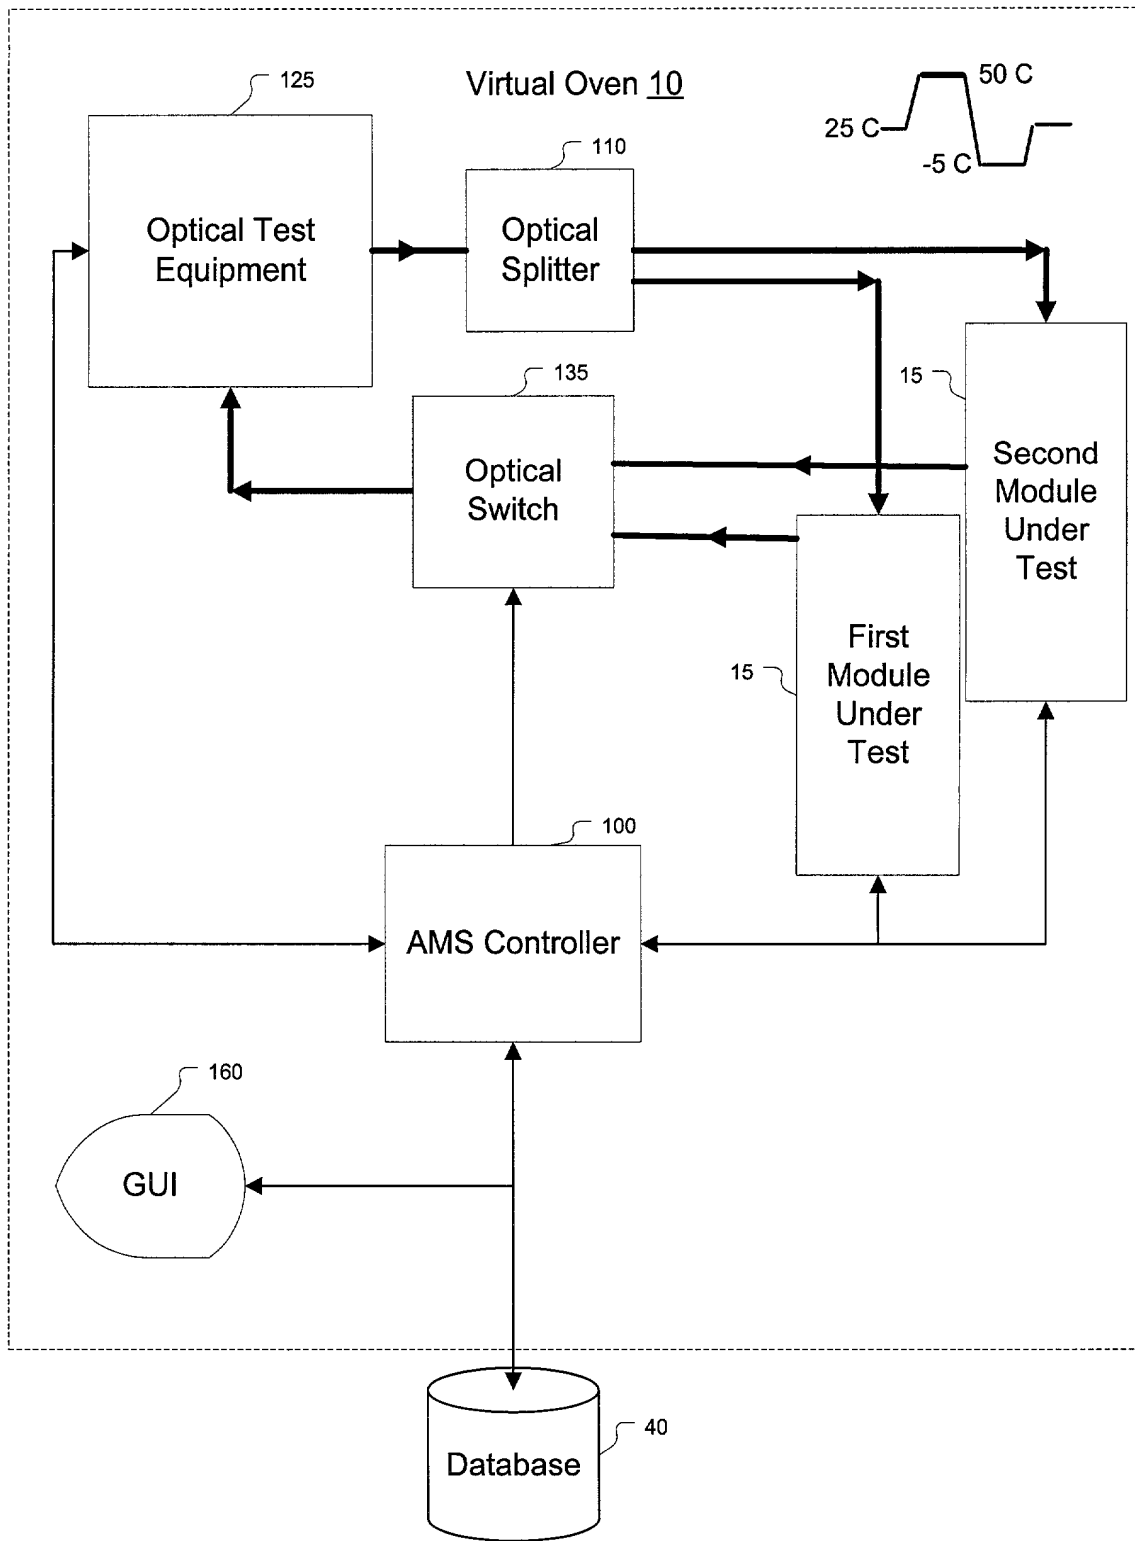 125
Virtual Oven 10
50 C
25 C
-5 C
110
Optical Test
Equipment
Optical
Splitter
135
15
Optical
Switch
Second
Module
Under
Test
15
First
Module
Under
Test
100
AMS Controller
160
GUI
40
Database